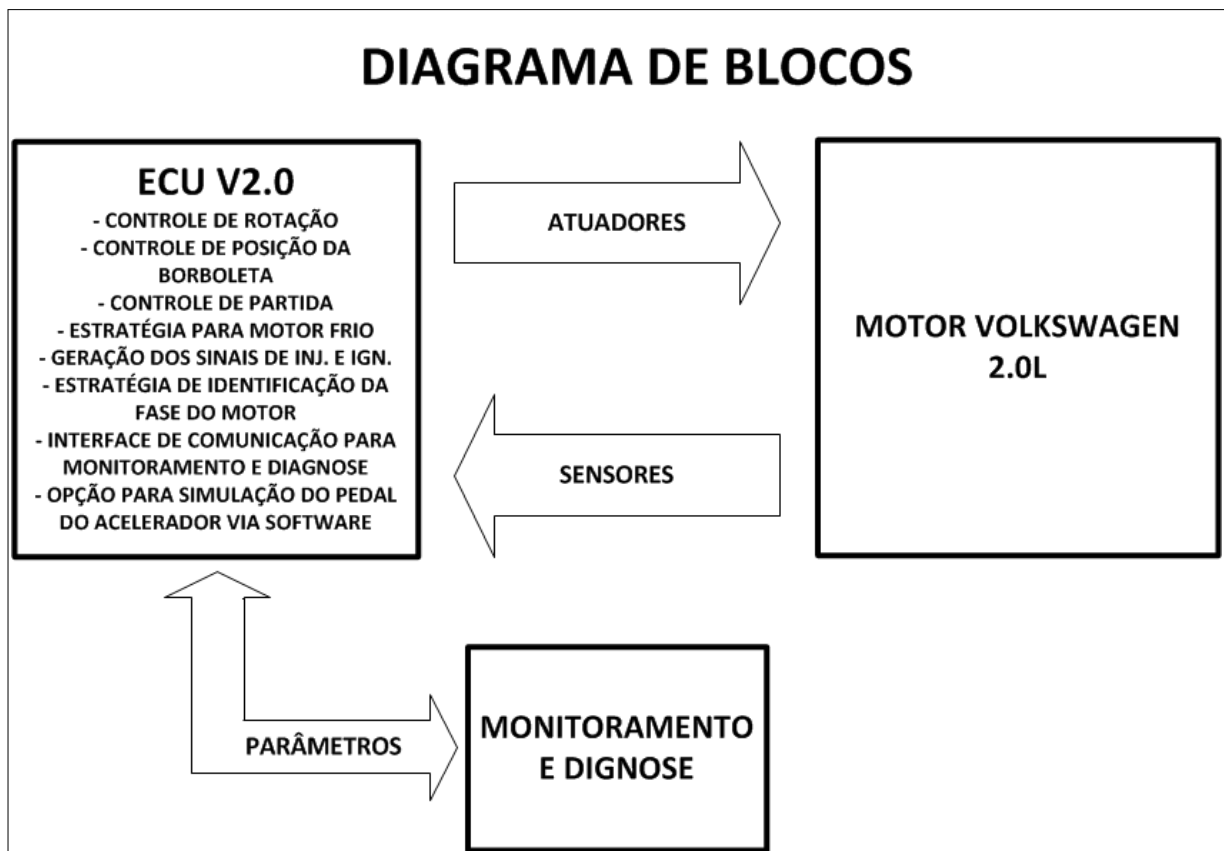 DIAGRAMA DE BLOCOS
ECU V2.0
- CONTROLE DE ROTAÇÃO
- CONTROLE DE POSIÇÃO DA
BORBOLETA
- CONTROLE DE PARTIDA
- ESTRATÉGIA PARA MOTOR FRIO
- GERAÇÃO DOS SINAIS DE INJ. E IGN.
- ESTRATÉGIA DE IDENTIFICAÇÃO DA
FASE DO MOTOR
- INTERFACE DE COMUNICAÇÃO PARA
MONITORAMENTO E DIAGNOSE
- OPÇÃO PARA SIMULAÇÃO DO PEDAL
DO ACELERADOR VIA SOFTWARE
ATUADORES
SENSORES
MOTOR VOLKSWAGEN
2.0L
PARÂMETROS
MONITORAMENTO
E DIGNOSE